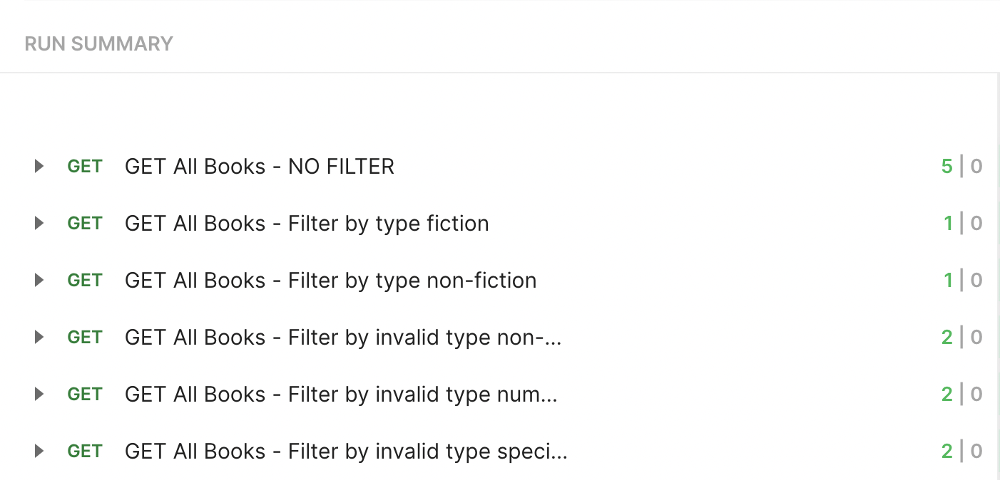 RUN SUMMARY
GET GET All Books - NO FILTER 5 | 0
GET GET All Books - Filter by type fiction 1 | 0
GET GET All Books - Filter by type non-fiction 1 | 0
GET GET All Books - Filter by invalid type non-... 2 | 0
GET GET All Books - Filter by invalid type num... 2 | 0
GET GET All Books - Filter by invalid type speci... 2 | 0